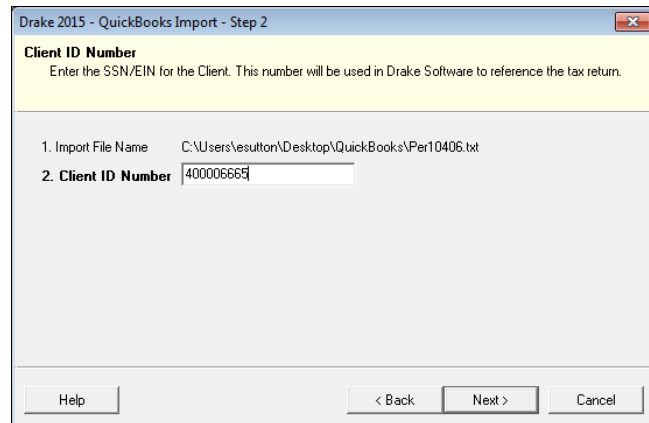 Drake 2015 - QuickBooks Import - Step 2
Client ID Number
Enter the SSN/EIN for the Client. This number will be used in Drake Software to reference the tax return.
1. Import File Name C:\Users\esutton\Desktop\QuickBooks\Per10406.txt
2. Client ID Number 400006665
Help < Back Next > Cancel